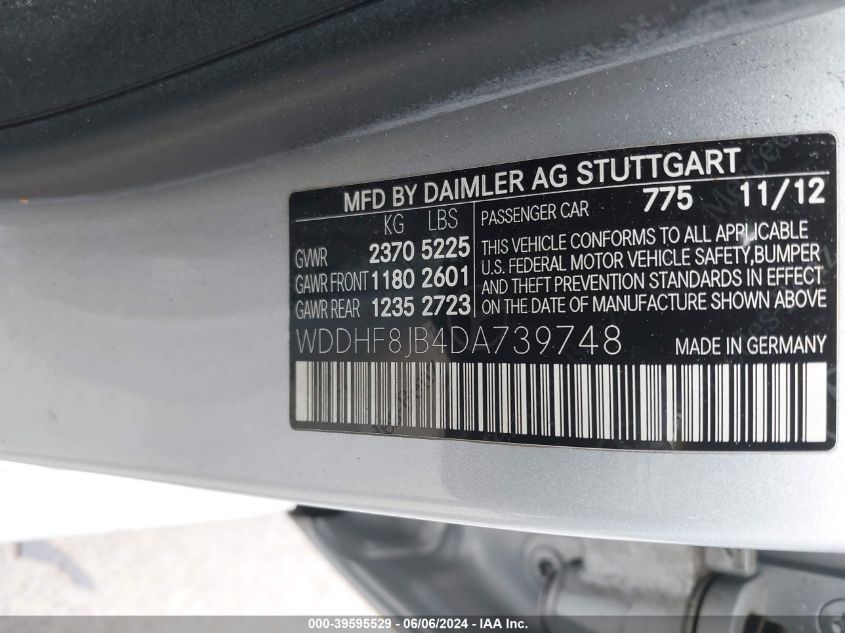 MFD BY DAIMLER AG STUTTGART
KG LBS
GVWR 2370 5225
GAWR FRONT 1180 2601
GAWR REAR 1235 2723
PASSENGER CAR 775 11/12
THIS VEHICLE CONFORMS TO ALL APPLICABLE
U.S. FEDERAL MOTOR VEHICLE SAFETY,BUMPER
AND THEFT PREVENTION STANDARDS IN EFFECT
ON THE DATE OF MANUFACTURE SHOWN ABOVE
WDDHF8JB4DA739748 MADE IN GERMANY
000-39595529 - 06/06/2024 - IAAI Inc.